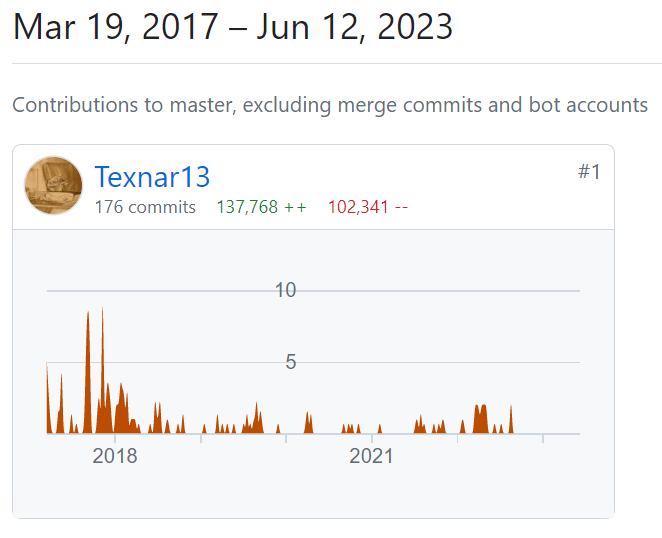 Mar 19, 2017 – Jun 12, 2023
Contributions to master, excluding merge commits and bot accounts
Texnar13
#1
176 commits 137,768 ++ 102,341 --
10
5
2018 2021